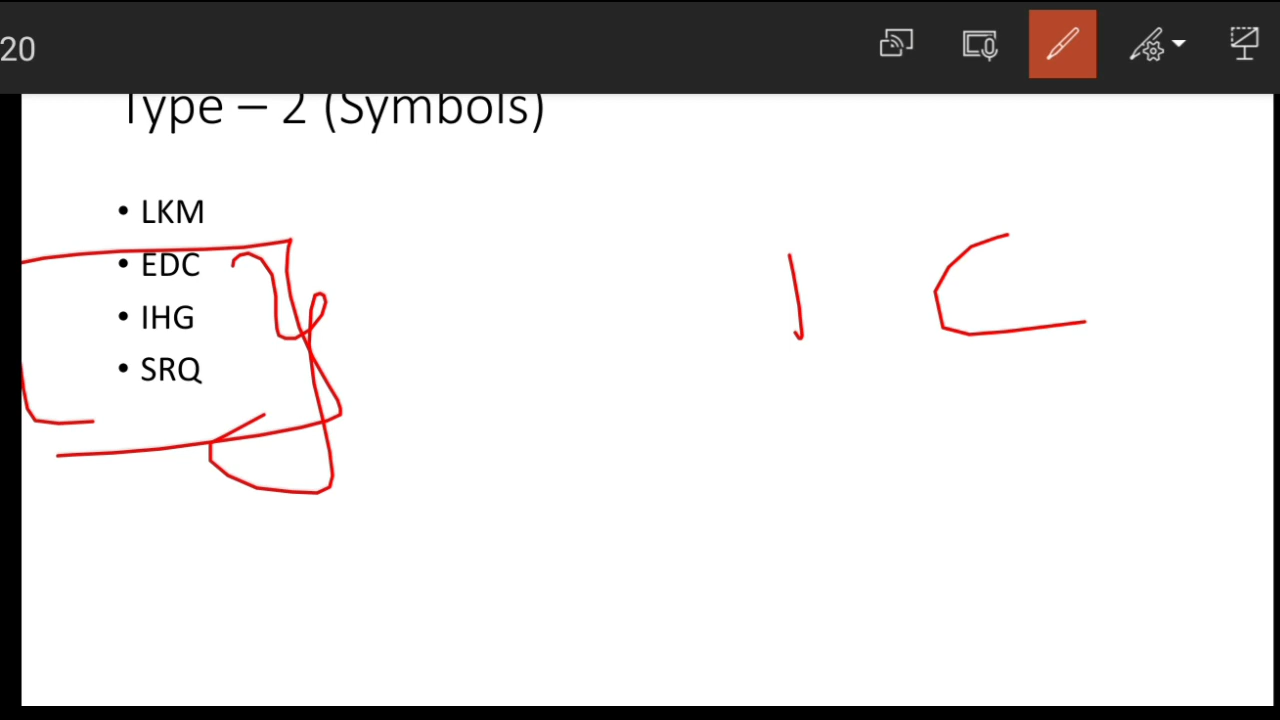 20
Type – 2 (Symbols)
• LKM
• EDC
• IHG
• SRQ
I C